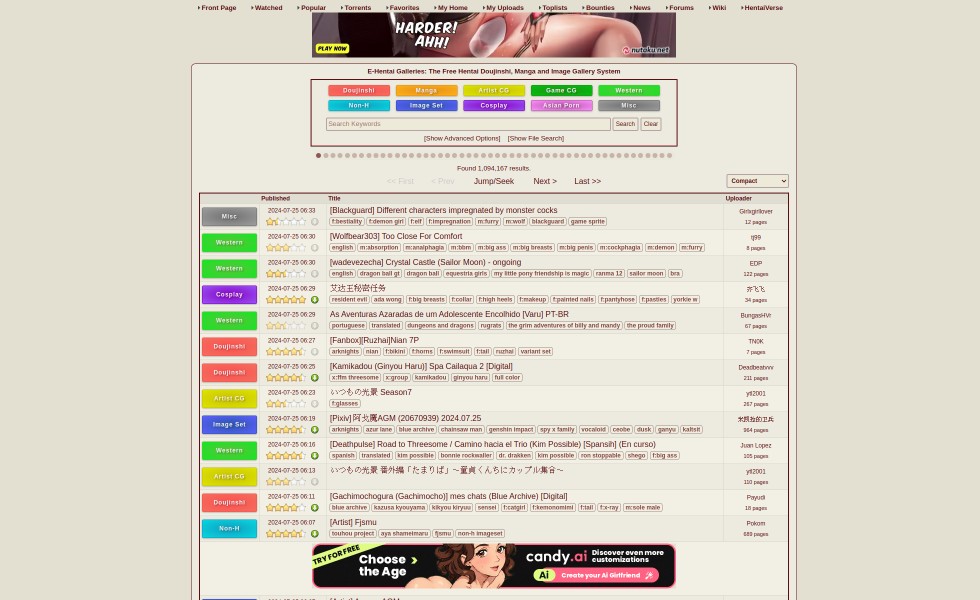 Front Page Watched Popular Torrents Favorites My Home My Uploads Toplists Bounties News Forums Wiki HentaiVerse
HARDER!
AHH!
PLAY NOW
nutaku.net
E-Hentai Galleries: The Free Hentai Doujinshi, Manga and Image Gallery System
Doujinshi Manga Artist CG Game CG Western
Non-H Image Set Cosplay Asian Porn Misc
Search Keywords Search Clear
[Show Advanced Options] [Show File Search]
Found 1,094,167 results.
<< First < Prev Jump/Seek Next > Last >> Compact
Published Title Uploader
Misc 2024-07-25 06:33 [Blackguard] Different characters impregnated by monster cocks Girlsgirllover
f:bestiality f:demon girl f:elf f:impregnation m:furry m:wolf blackguard game sprite 12 pages
Western 2024-07-25 06:30 [Wolfbear303] Too Close For Comfort tj99
english m:absorption m:analphagia m:bbm m:big ass m:big breasts m:big penis m:cockphagia m:demon m:furry 8 pages
Western 2024-07-25 06:30 [wadevezecha] Crystal Castle (Sailor Moon) - ongoing EDP
english dragon ball gt dragon ball equestria girls my little pony friendship is magic ranma 12 sailor moon bra 122 pages
Cosplay 2024-07-25 06:29 艾达王秘密任务
resident evil ada wong f:big breasts f:collar f:high heels f:makeup f:painted nails f:pantyhose f:pasties yorkie w 34 pages
Western 2024-07-25 06:29 As Aventuras Azaradas de um Adolescente Encolhido [Varu] PT-BR BungasHVr
portuguese translated dungeons and dragons rugrats the grim adventures of billy and mandy the proud family 67 pages
Doujinshi 2024-07-25 06:27 [Fanbox][Ruzhai]Nian 7P TN0K
arknights nian f:bikini f:horns f:swimsuit f:tail ruzhai variant set 7 pages
Doujinshi 2024-07-25 06:25 [Kamikadou (Ginyou Haru)] Spa Cailaqua 2 [Digital] Deadbeatvvv
x:ffm threesome x:group kamikadou ginyou haru full color 211 pages
Artist CG 2024-07-25 06:23 いつもの光景 Season7 ytl2001
f:glasses 267 pages
Image Set 2024-07-25 06:19 [Pixiv] 阿戈魔AGM (20670939) 2024.07.25
arknights azur lane blue archive chainsaw man genshin impact spy x family vocaloid ceobe dusk ganyu kaltsit 964 pages
Western 2024-07-25 06:16 [Deathpulse] Road to Threesome / Camino hacia el Trio (Kim Possible) [Spansih] (En curso) Juan Lopez
spanish translated kim possible bonnie rockwaller dr. drakken kim possible ron stoppable shego f:big ass 105 pages
Artist CG 2024-07-25 06:13 いつもの光景 番外編「たまりば」～童貞くんちにカップル集合～ ytl2001
110 pages
Doujinshi 2024-07-25 06:11 [Gachimochogura (Gachimocho)] mes chats (Blue Archive) [Digital] Payudi
blue archive kazusa kyouyama kikyou kiryuu sensei f:catgirl f:kemonomimi f:tail f:x-ray m:sole male 18 pages
Non-H 2024-07-25 06:07 [Artist] Fjsmu Pokom
touhou project aya shameimaru fjsmu non-h imageset 689 pages
TRY FOR FREE Choose the Age candy.ai Discover even more customizations
Ai Create your AI Girlfriend